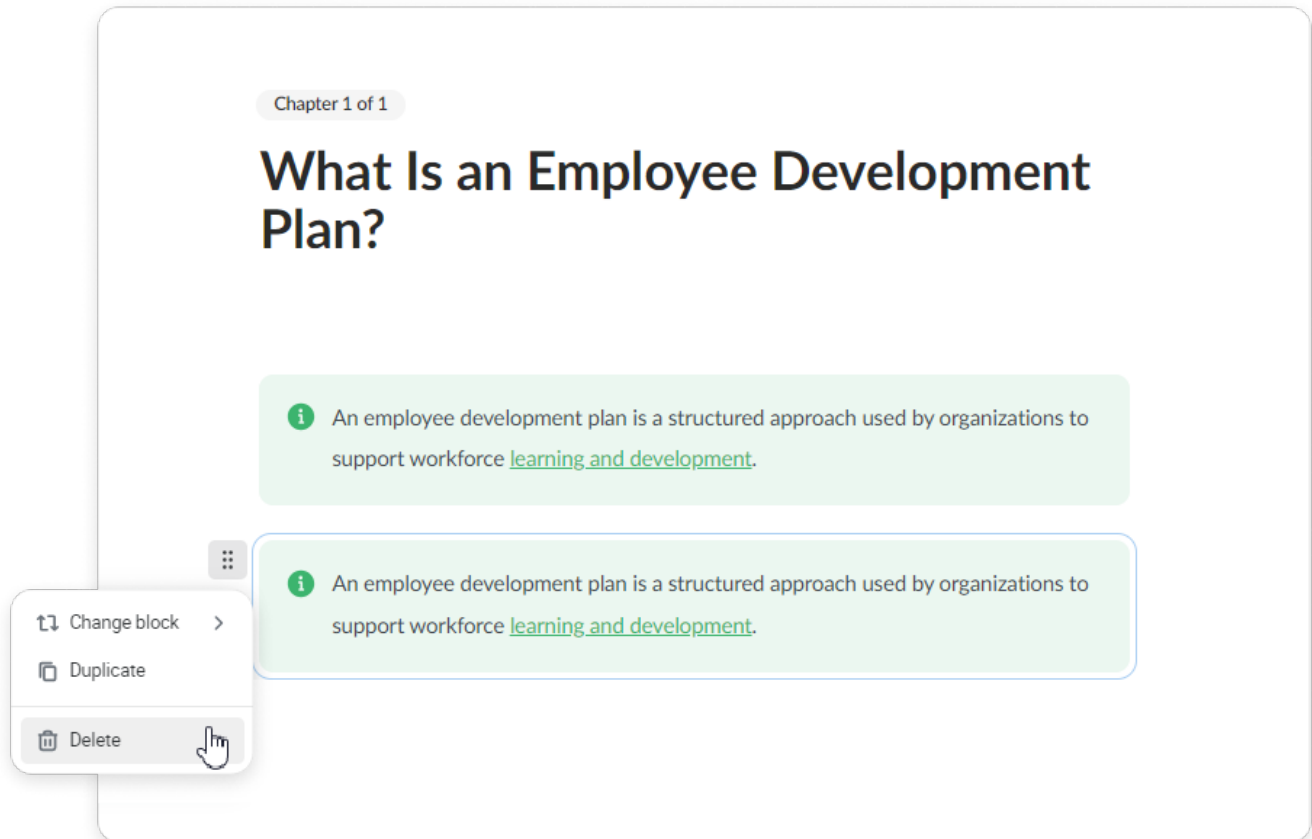 Chapter 1 of 1
What Is an Employee Development
Plan?
An employee development plan is a structured approach used by organizations to
support workforce learning and development.
An employee development plan is a structured approach used by organizations to
support workforce learning and development.
Change block
Duplicate
Delete